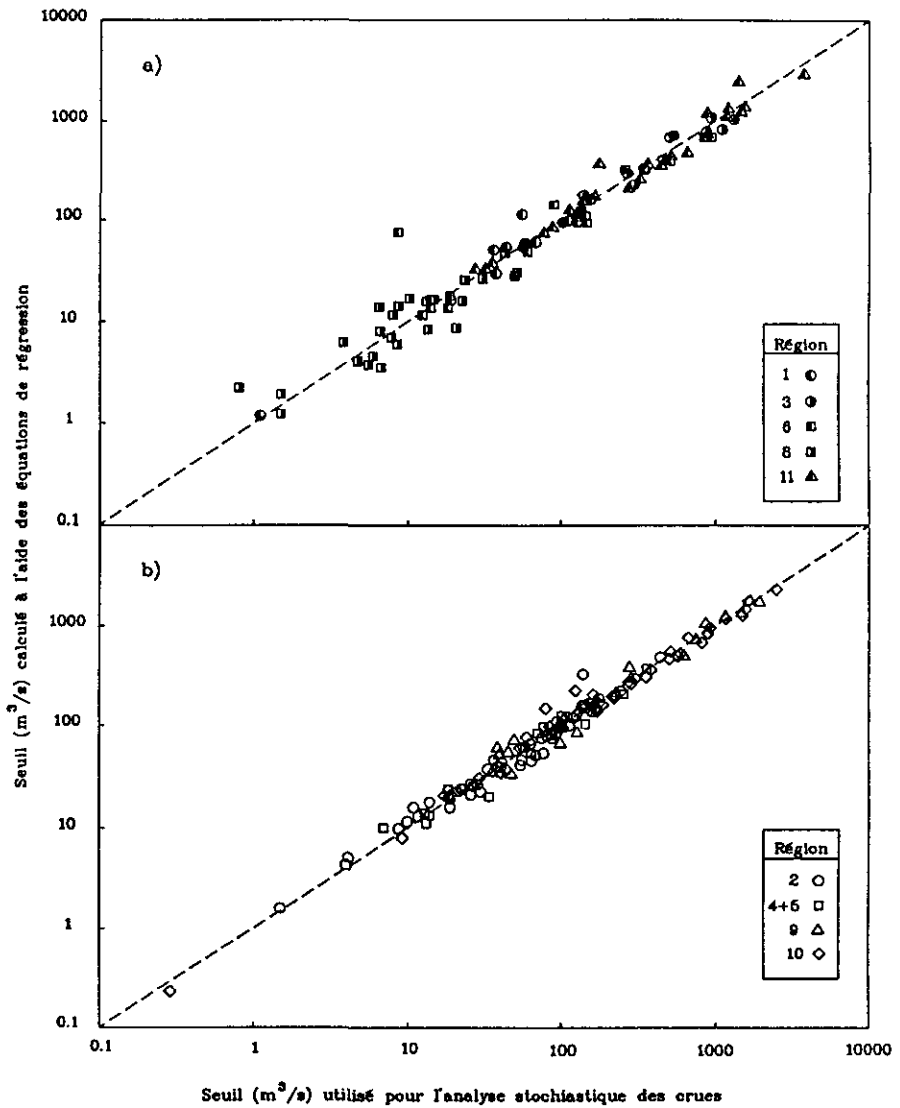 10000
a)
1000
100
10
1
0.1
Région
1
3
6
8
11
b)
1000
100
10
1
0.1
Région
2
4+5
9
10
0.1 1 10 100 1000 10000
Seuil (m³/s) calculé à l'aide des équations de régression
Seuil (m³/s) utilisé pour l'analyse stochiastique des crues